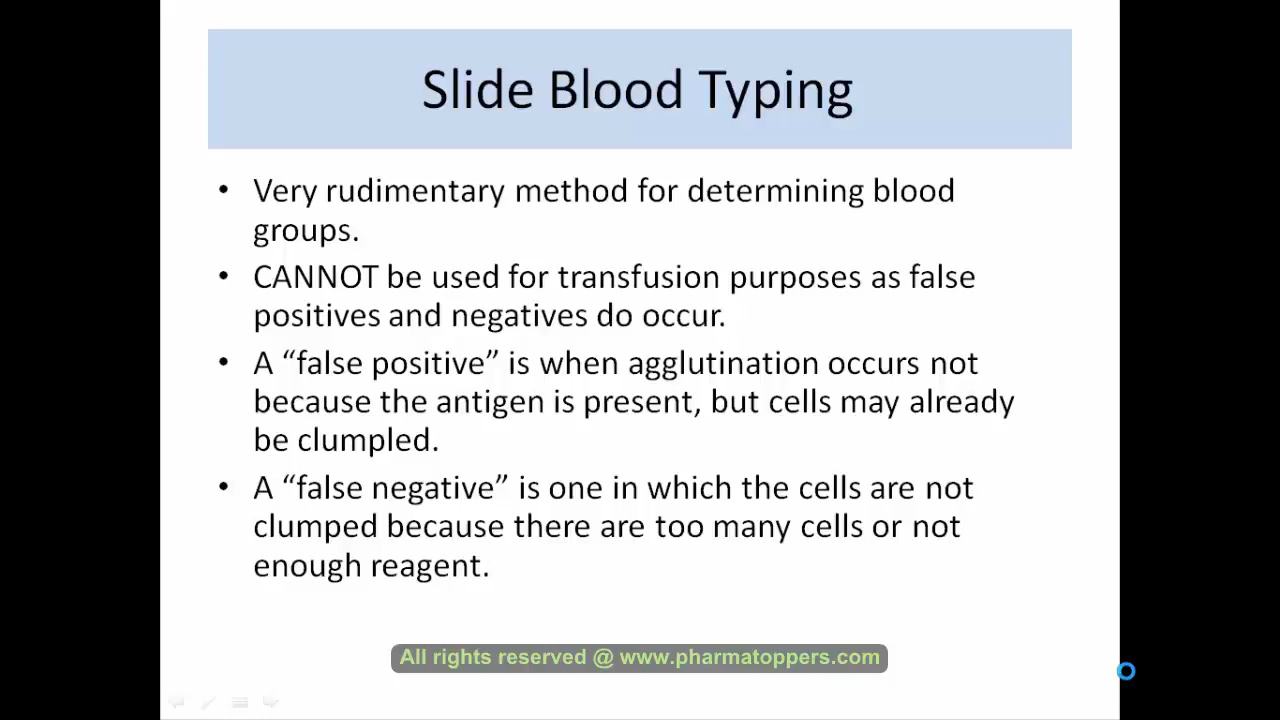 Slide Blood Typing
• Very rudimentary method for determining blood
groups.
• CANNOT be used for transfusion purposes as false
positives and negatives do occur.
• A “false positive” is when agglutination occurs not
because the antigen is present, but cells may already
be clumpled.
• A “false negative” is one in which the cells are not
clumped because there are too many cells or not
enough reagent.
All rights reserved @ www.pharmatoppers.com